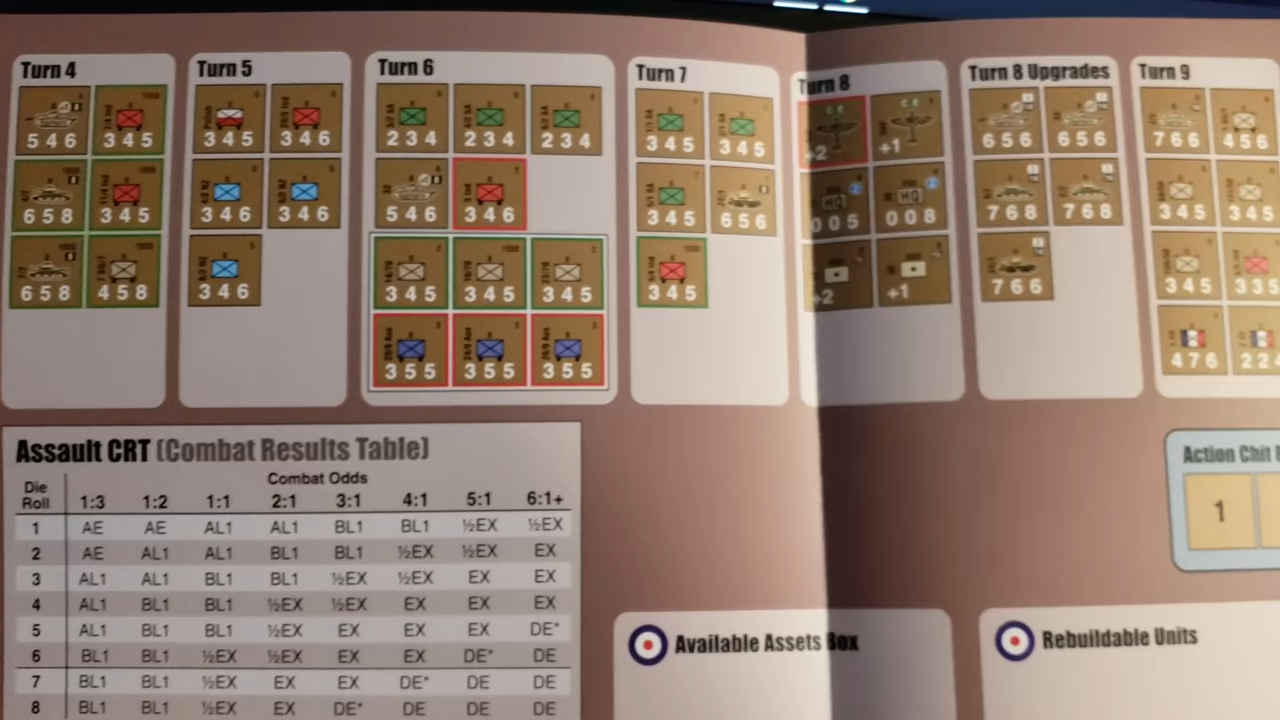 Turn 4
5 4 6
3 4 5
6 5 8
3 4 5
6 5 8
4 5 8
Turn 5
3 4 5
3 4 6
3 4 6
3 4 6
3 4 6
Turn 6
2 3 4
2 3 4
2 3 4
5 4 6
3 4 6
3 4 5
3 4 5
3 4 5
3 5 5
3 5 5
3 5 5
Turn 7
3 4 5
3 4 5
3 4 5
6 5 6
3 4 5
Turn 8
+2
+1
HQ
0 0 5
HQ
0 0 8
+2
+1
Turn 8 Upgrades
6 5 6
6 5 6
7 6 8
7 6 8
7 6 6
Turn 9
7 6 6
4 5 6
3 4 5
3 4 5
3 4 5
3 3 5
4 7 6
2 2 4
Assault CRT (Combat Results Table)
Combat Odds
Die Roll 1:3 1:2 1:1 2:1 3:1 4:1 5:1 6:1+
1 AE AE AL1 AL1 BL1 BL1 ½EX ½EX
2 AE AL1 AL1 BL1 BL1 ½EX ½EX EX
3 AL1 AL1 BL1 BL1 ½EX ½EX EX EX
4 AL1 BL1 BL1 ½EX ½EX EX EX EX
5 AL1 BL1 BL1 ½EX EX EX EX DE*
6 BL1 BL1 ½EX ½EX EX EX DE* DE
7 BL1 BL1 ½EX EX EX DE* DE DE
8 BL1 BL1 ½EX EX DE* DE DE DE
Action Chit
1
Available Assets Box
Rebuildable Units